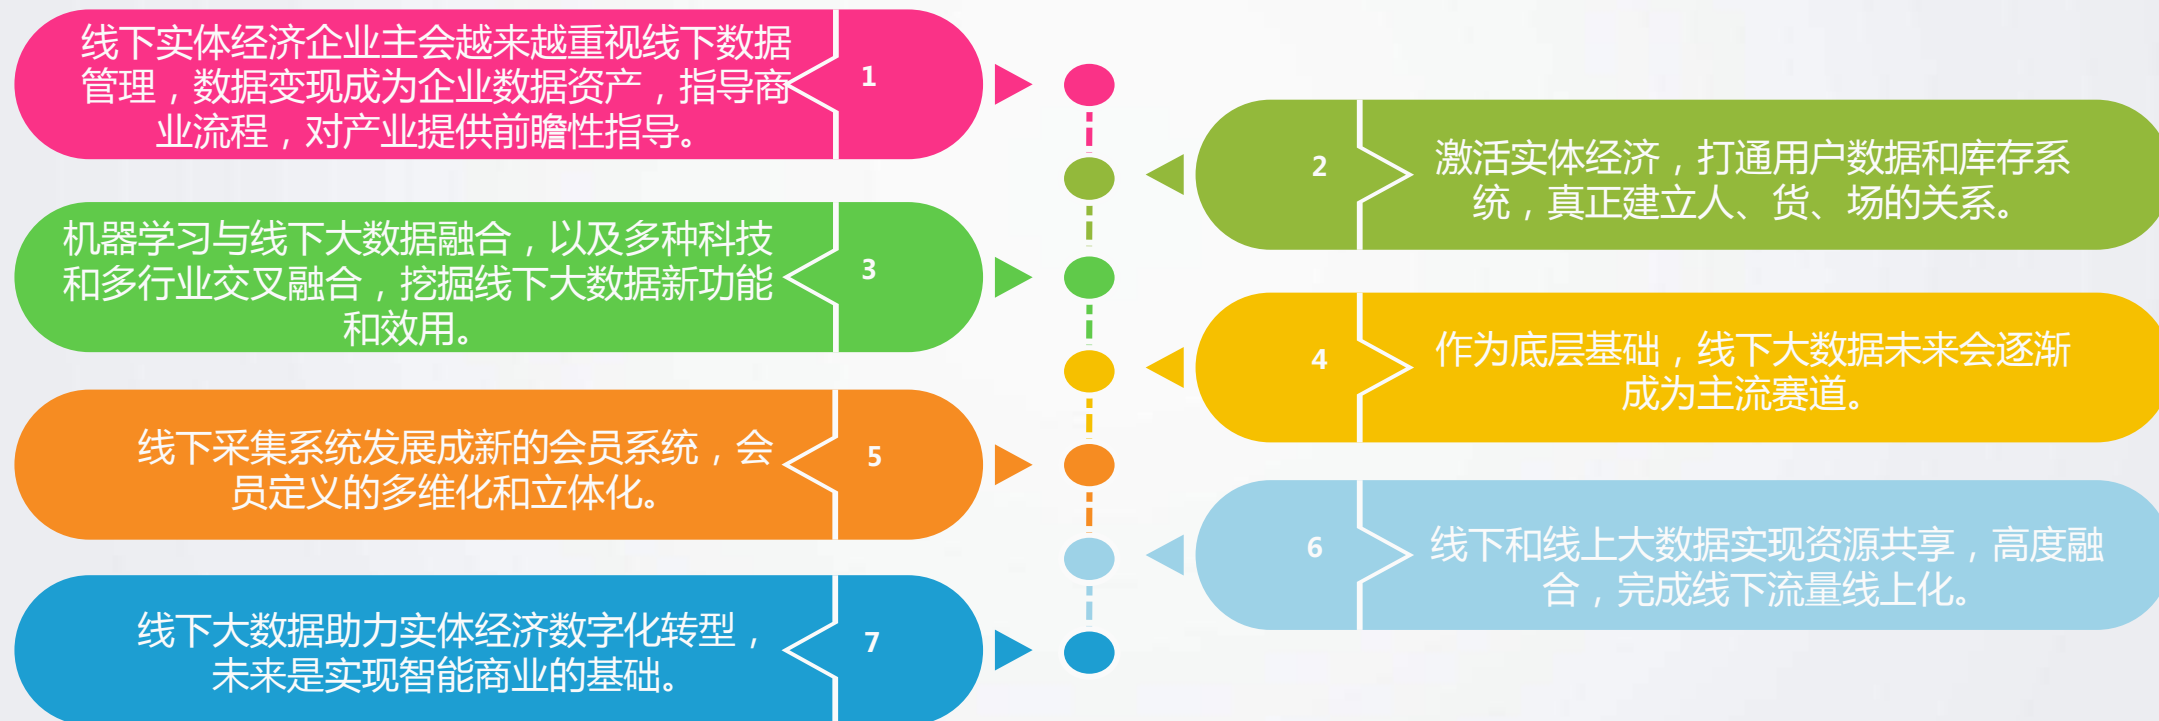 线下实体经济企业主会越来越重视线下数据
管理，数据变现成为企业数据资产，指导商
业流程，对产业提供前瞻性指导。
1
2
激活实体经济，打通用户数据和库存系
统，真正建立人、货、场的关系。
机器学习与线下大数据融合，以及多种科技
和多行业交叉融合，挖掘线下大数据新功能
和效用。
3
4
作为底层基础，线下大数据未来会逐渐
成为主流赛道。
线下采集系统发展成新的会员系统，会
员定义的多维化和立体化。
5
6
线下和线上大数据实现资源共享，高度融
合，完成线下流量线上化。
线下大数据助力实体经济数字化转型，
未来是实现智能商业的基础。
7